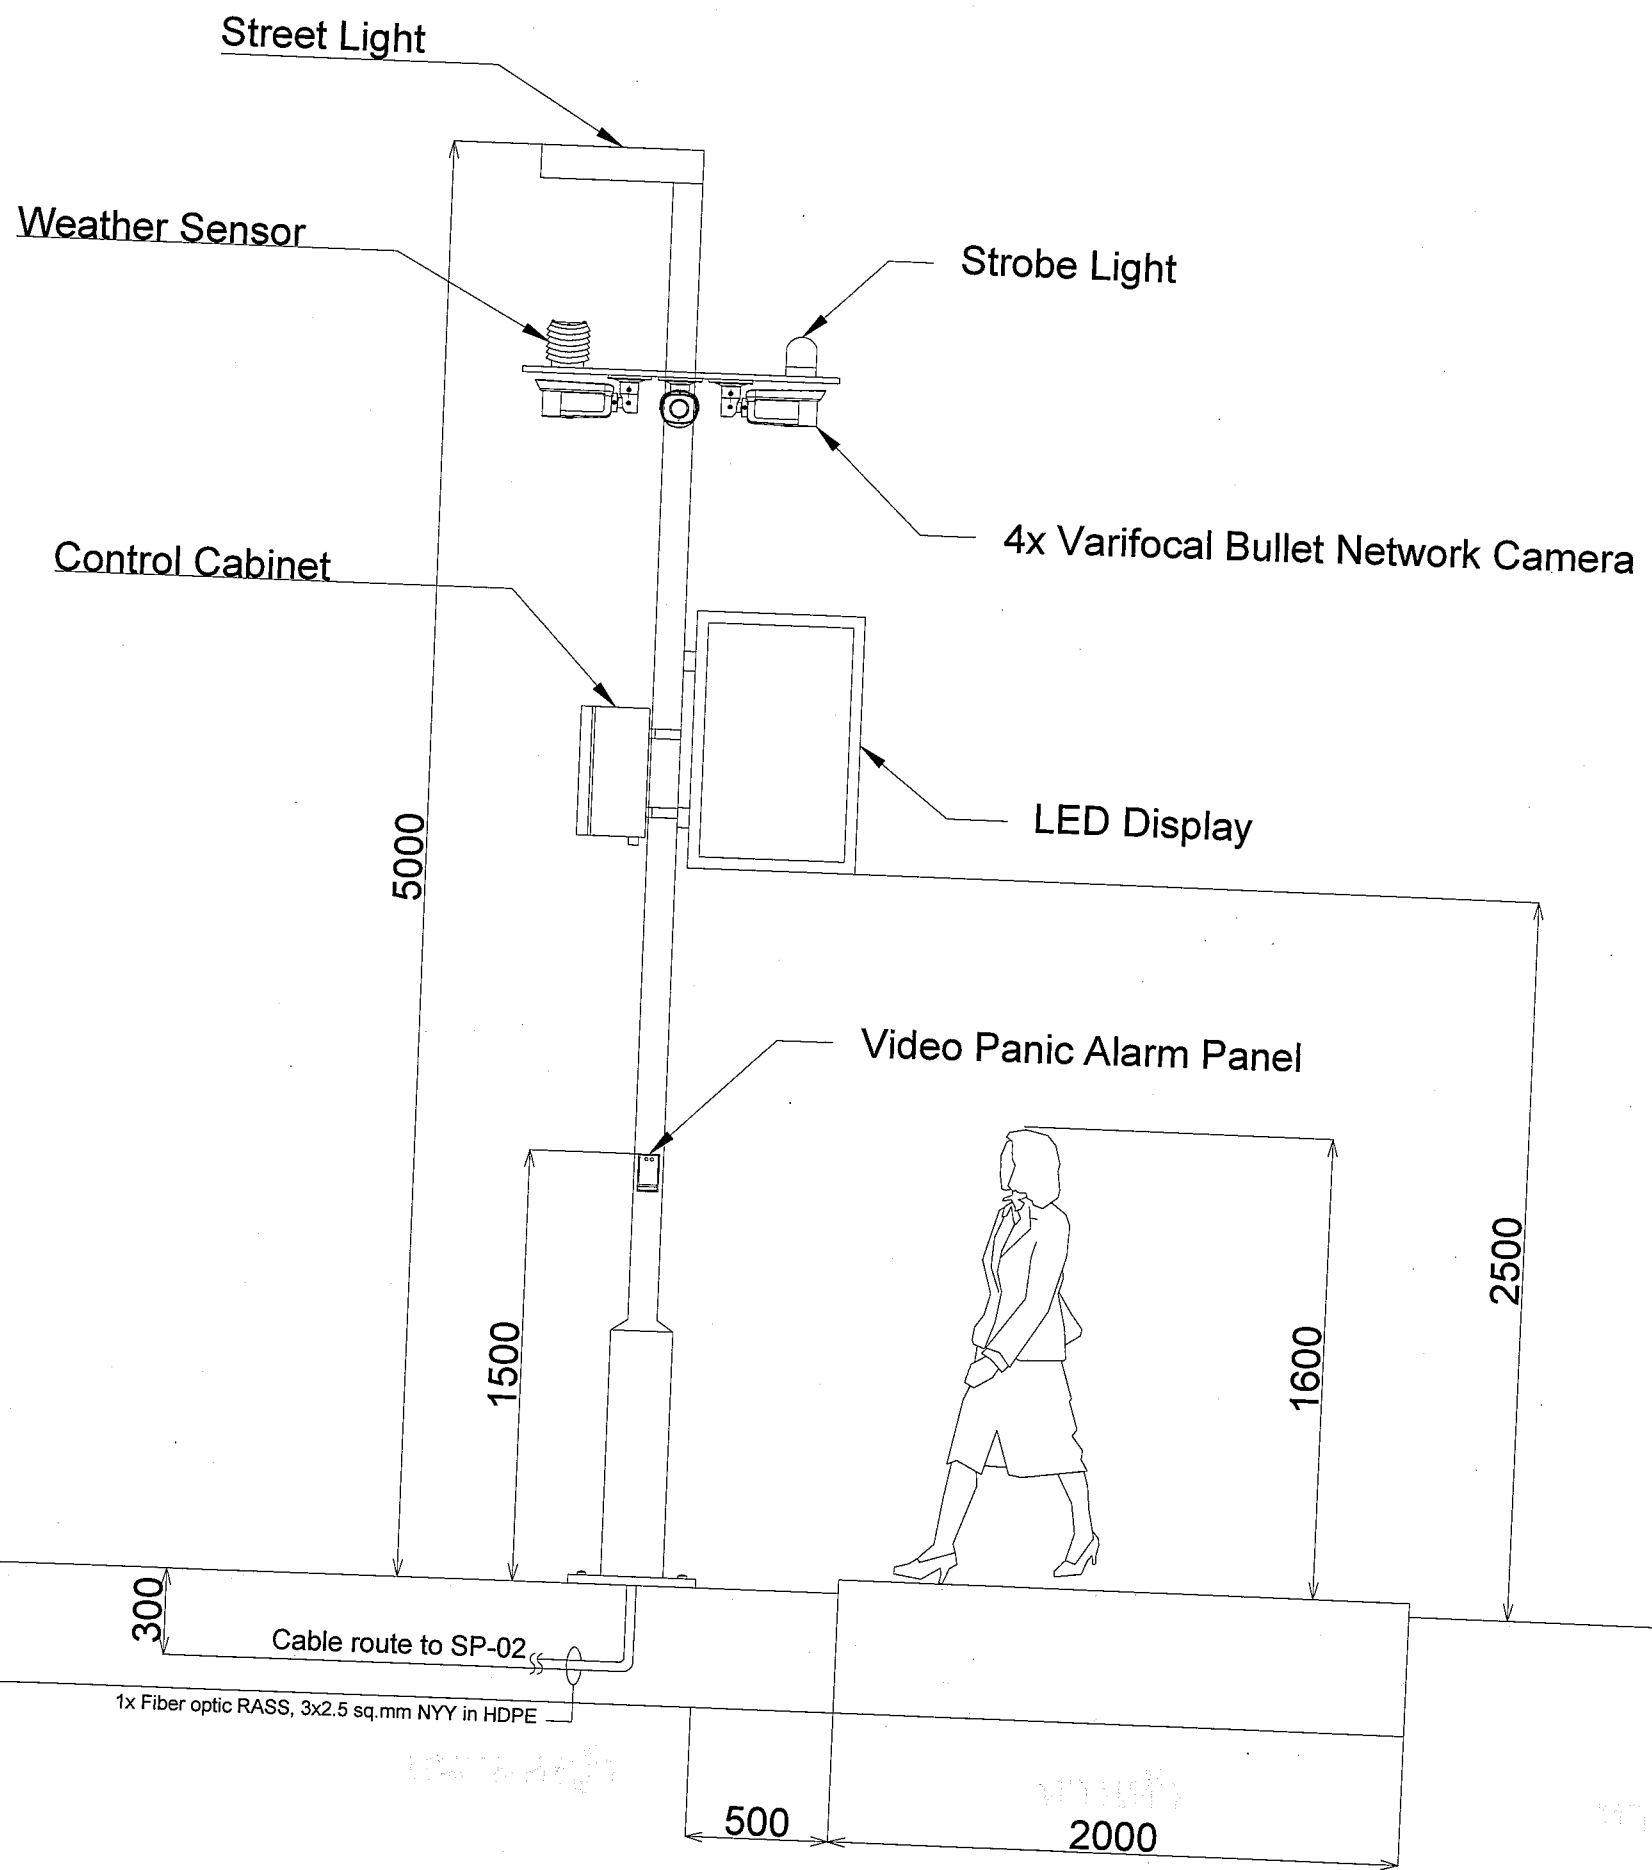 Street Light
Weather Sensor
Strobe Light
4x Varifocal Bullet Network Camera
Control Cabinet
LED Display
5000
Video Panic Alarm Panel
2500
1500
1600
300
Cable route to SP-02
1x Fiber optic RASS, 3x2.5 sq.mm NYY in HDPE
500
2000